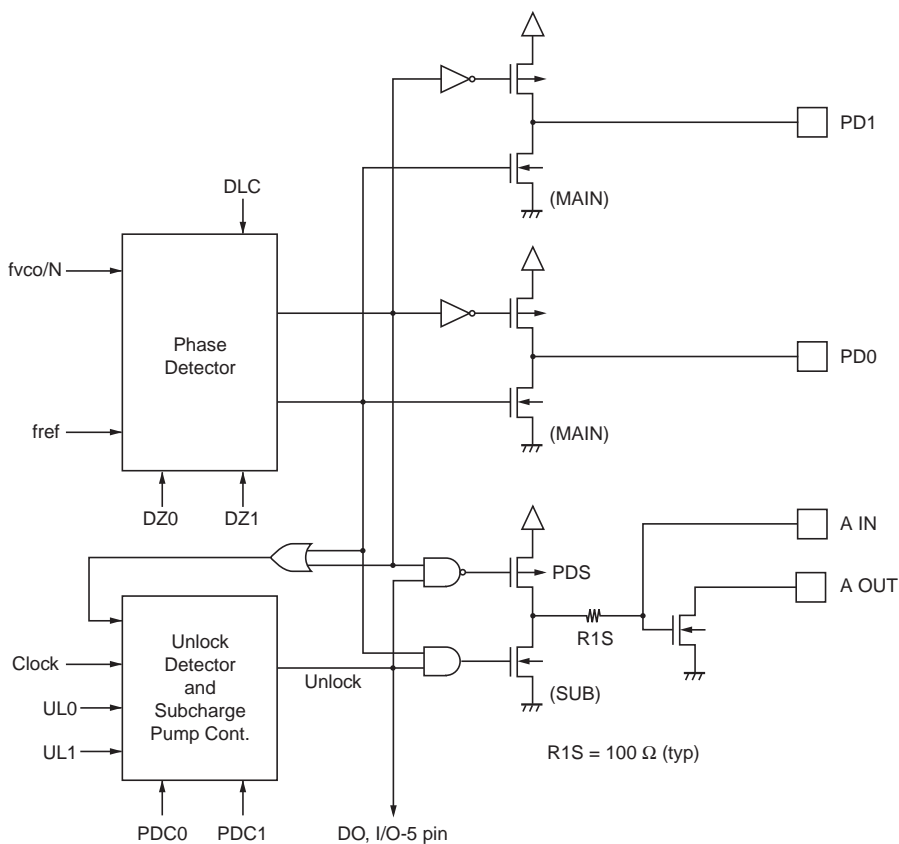 PD1
(MAIN)
DLC
fvco/N
Phase
Detector
PD0
(MAIN)
fref
DZ0
DZ1
A IN
PDS
A OUT
R1S
Unlock
Detector
and
Subcharge
Pump Cont.
Clock
Unlock
UL0
(SUB)
UL1
R1S = 100 Ω (typ)
PDC0
PDC1
DO, I/O-5 pin